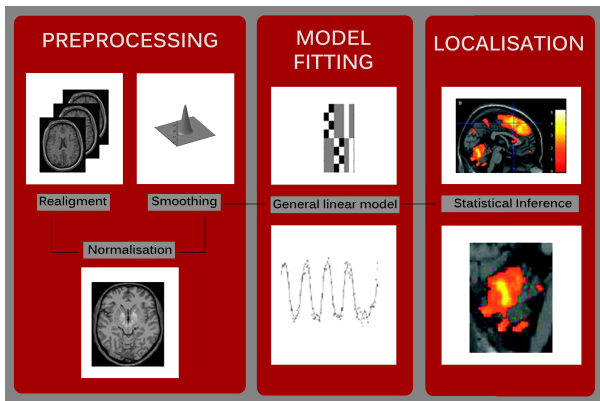 PREPROCESSING
Realigment
Smoothing
Normalisation
MODEL
FITTING
General linear model
LOCALISATION
Statistical Inference